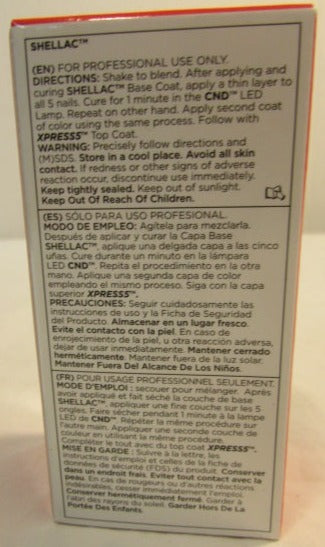 SHELLAC™
(EN) FOR PROFESSIONAL USE ONLY.
DIRECTIONS: Shake to blend. After applying and
curing SHELLAC™ Base Coat, apply a thin layer to
all 5 nails. Cure for 1 minute in the CND™ LED
Lamp. Repeat on other hand. Apply second coat
of color using the same process. Follow with
XPRESS5™ Top Coat.
WARNING: Precisely follow directions and
(M)SDS. Store in a cool place. Avoid all skin
contact. If redness or other signs of adverse
reaction occur, discontinue use immediately.
Keep tightly sealed. Keep out of sunlight.
Keep Out Of Reach Of Children.
(ES) SÓLO PARA USO PROFESIONAL.
MODO DE EMPLEO: Agítela para mezclarla.
Después de aplicar y curar la Capa Base
SHELLAC™, aplique una delgada capa a las cinco
uñas. Cure durante un minuto en la lámpara
LED CND™. Repita el procedimiento en la otra
mano. Aplique una segunda capa de color
empleando el mismo proceso. Siga con la capa
superior XPRESS5™.
PRECAUCIONES: Seguir cuidadosamente las
instrucciones de uso y la Ficha de Seguridad
del Producto. Almacenar en un lugar fresco.
Evite el contacto con la piel. En caso de
enrojecimiento de la piel, u otra reacción adversa,
dejar de usar inmediatamente. Mantener cerrado
herméticamente. Mantener fuera de la luz solar.
Mantener Fuera Del Alcance De Los Niños.
(FR) POUR USAGE PROFESSIONNEL SEULEMENT.
MODE D'EMPLOI : secouer pour mélanger. Après
avoir appliqué et fait séché la couche de base
SHELLAC™, appliquer une fine couche sur les 5
ongles. Faire sécher pendant 1 minute à la lampe
LED de CND™. Répéter la même procédure sur
l'autre main. Appliquer une seconde couche de
couleur en utilisant la même procédure.
Compléter le tout avec du top coat XPRESS5™.
MISE EN GARDE : Suivre à la lettre, les
instructions d'emploi et celles de la fiche de
données de sécurité (FDS) du produit. Conserver
dans un endroit frais. Eviter tout contact avec la
peau. En cas de rougeurs ou d'autres réactions
indésirables, cesser immédiatement l'emploi.
Conserver hermétiquement fermé. Garder à
l'abri des rayons du soleil. Garder Hors De La
Portée Des Enfants.